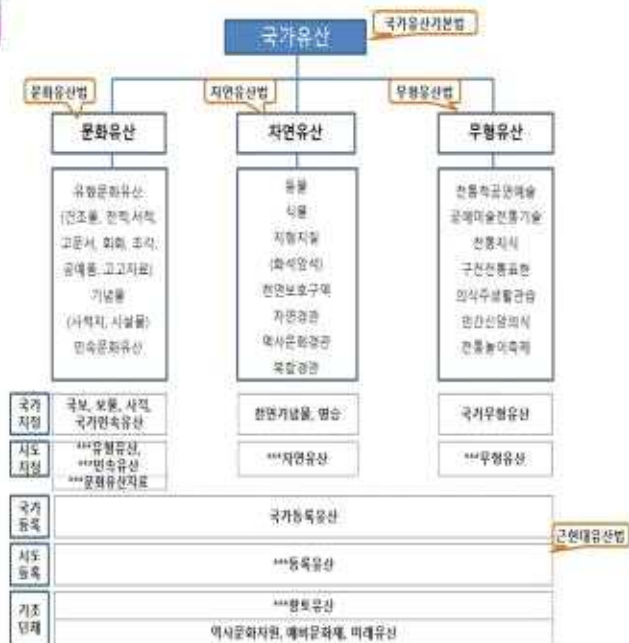 국가유산
국가유산기본법
문화유산법
자연유산법
무형유산법
문화유산
자연유산
무형유산
유형문화유산
(건조물, 전적,서적,
고문서, 회화, 조각,
공예품, 고고자료)
기념물
(사적지, 시설물)
민속문화유산
동물
식물
지형지질
(화석암석)
천연보호구역
자연경관
역사문화경관
복합경관
전통적공연예술
공예미술전통기술
전통지식
구전전통표현
의식주생활관습
민간신앙의식
전통놀이축제
국가
지정
국보, 보물, 사적,
국가민속유산
천연기념물, 명승
국가무형유산
시도
지정
***유형유산,
***민속유산
***문화유산자료
***자연유산
***무형유산
국가
등록
국가등록유산
근현대유산법
시도
등록
***등록유산
기초
단체
***향토유산
역사문화자원, 예비문화재, 미래유산